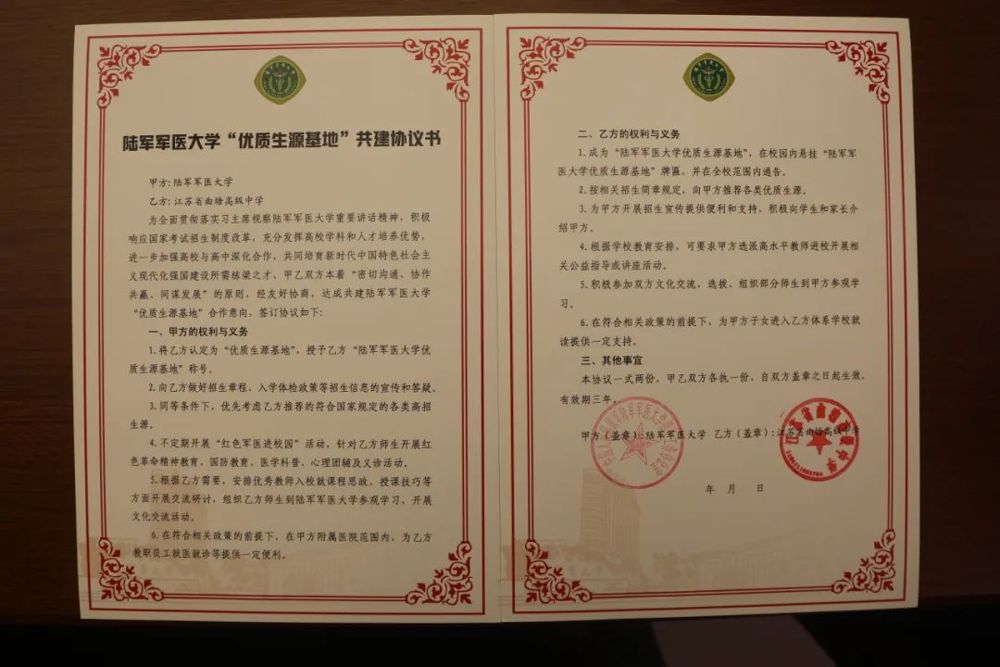 陆军军医大学“优质生源基地”共建协议书
甲方：陆军军医大学
乙方：江苏省曲塘高级中学
为全面贯彻落实习主席视察陆军军医大学重要讲话精神，积极
响应国家考试招生制度改革，充分发挥高校学科和人才培养优势，
进一步加强高校与高中深化合作，共同培育新时代中国特色社会主
义现代化强国建设所需栋梁之才，甲乙双方本着“密切沟通、协作
共赢、同谋发展”的原则，经友好协商，达成共建陆军军医大学
“优质生源基地”合作意向，签订协议如下：
一、甲方的权利与义务
1.将乙方认定为“优质生源基地”，授予乙方“陆军军医大学优
质生源基地”称号。
2.向乙方做好招生章程、入学体检政策等招生信息的宣传和答疑。
3.同等条件下，优先考虑乙方推荐的符合国家规定的各类高招
生源。
4.不定期开展“红色军医进校园”活动，针对乙方师生开展红
色革命精神教育、国防教育、医学科普、心理团辅及义诊活动。
5.根据乙方需要，安排优秀教师入校就课程思政、授课技巧等
方面开展交流研讨，组织乙方师生到陆军军医大学参观学习、开展
文化交流活动。
6.在符合相关政策的前提下，在甲方附属医院范围内，为乙方
教职员工就医就诊等提供一定便利。
二、乙方的权利与义务
1.成为“陆军军医大学优质生源基地”，在校园内悬挂“陆军军
医大学优质生源基地”牌匾，并在全校范围内通告。
2.按相关招生简章规定，向甲方推荐各类优质生源。
3.为甲方开展招生宣传提供便利和支持，积极向学生和家长介
绍甲方。
4.根据学校教育安排，可要求甲方选派高水平教师进校开展相
关公益指导或讲座活动。
5.积极参加双方文化交流，选拔、组织部分师生到甲方参观学
习。
6.在符合相关政策的前提下，为甲方子女进入乙方体系学校就
读提供一定支持。
三、其他事宜
本协议一式两份，甲乙双方各执一份，自双方盖章之日起生效，
有效期三年。
甲方（盖章）：陆军军医大学 乙方（盖章）：江苏省曲塘高级中学
年 月 日